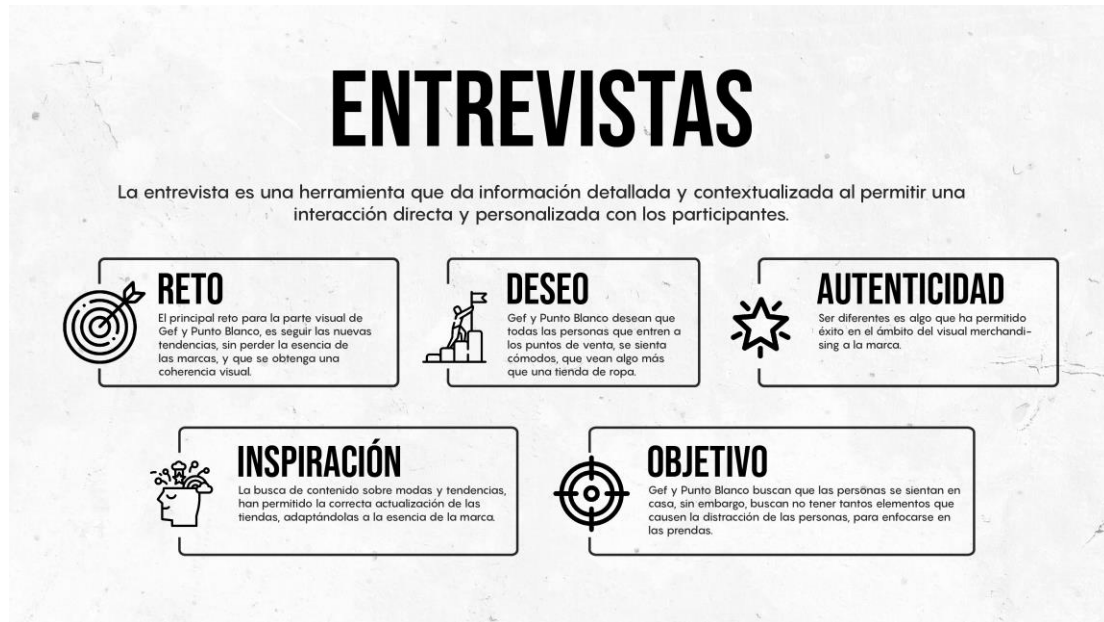 ENTREVISTAS
La entrevista es una herramienta que da información detallada y contextualizada al permitir una
interacción directa y personalizada con los participantes.
RETO
El principal reto para la parte visual de
Gef y Punto Blanco, es seguir las nuevas
tendencias, sin perder la esencia de
las marcas, y que se obtenga una
coherencia visual.
DESEO
Gef y Punto Blanco desean que
todas las personas que entren a
los puntos de venta, se sienta
cómodos, que vean algo más
que una tienda de ropa.
AUTENTICIDAD
Ser diferentes es algo que ha permitido
éxito en el ámbito del visual merchandi-
sing a la marca.
INSPIRACIÓN
La busca de contenido sobre modas y tendencias,
han permitido la correcta actualización de las
tiendas, adaptándolas a la esencia de la marca.
OBJETIVO
Gef y Punto Blanco buscan que las personas se sientan en
casa, sin embargo, buscan no tener tantos elementos que
causen la distracción de las personas, para enfocarse en
las prendas.